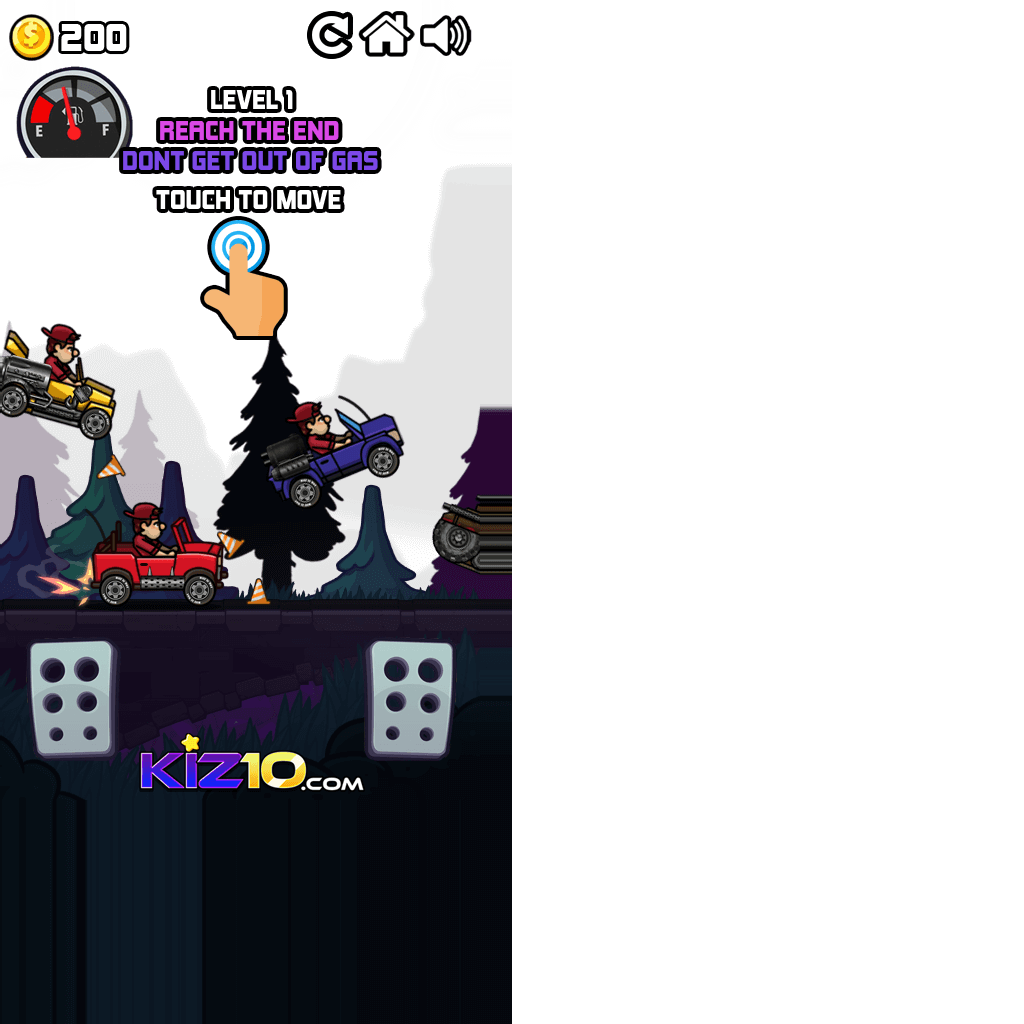 200
E F
LEVEL 1
REACH THE END
DONT GET OUT OF GAS
TOUCH TO MOVE
KIZ10.COM